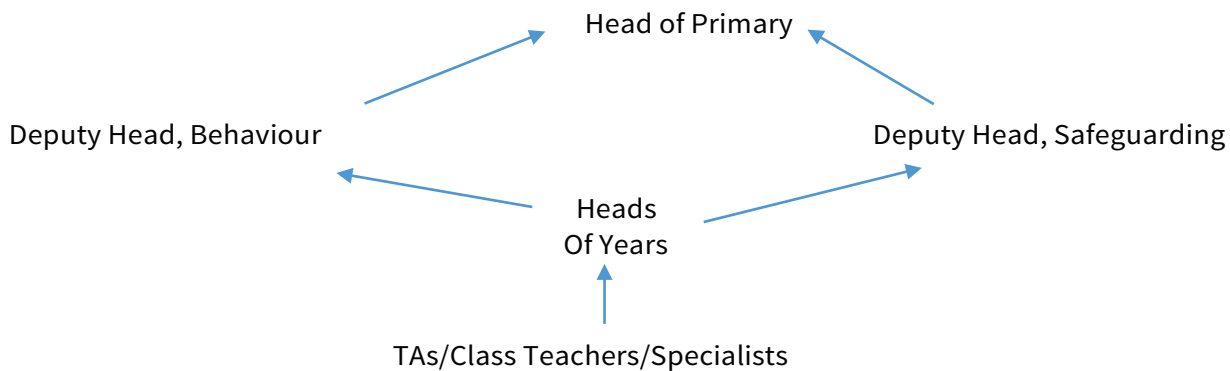 Head of Primary
Deputy Head, Behaviour
Deputy Head, Safeguarding
Heads
Of Years
TAs/Class Teachers/Specialists